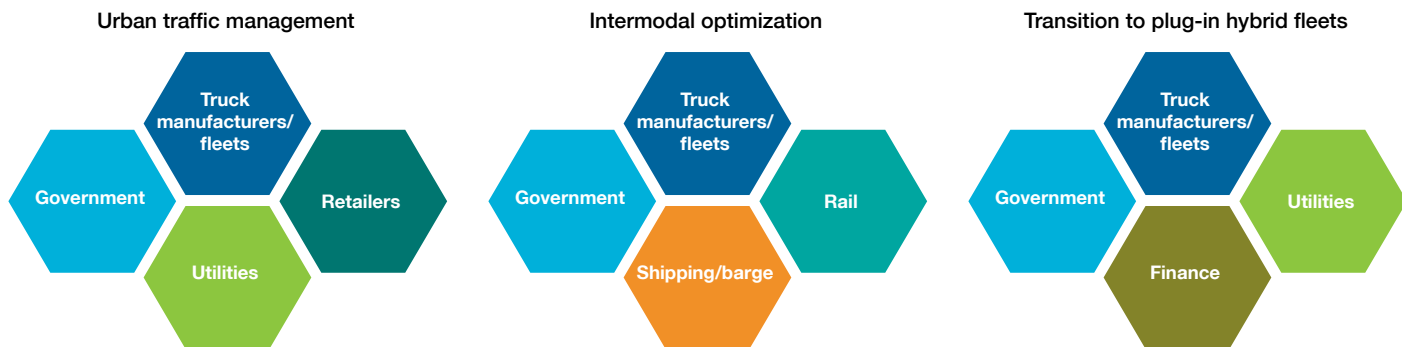 Urban traffic management
Truck
manufacturers/
fleets
Government
Retailers
Utilities
Intermodal optimization
Truck
manufacturers/
fleets
Government
Rail
Shipping/barge
Transition to plug-in hybrid fleets
Truck
manufacturers/
fleets
Government
Utilities
Finance